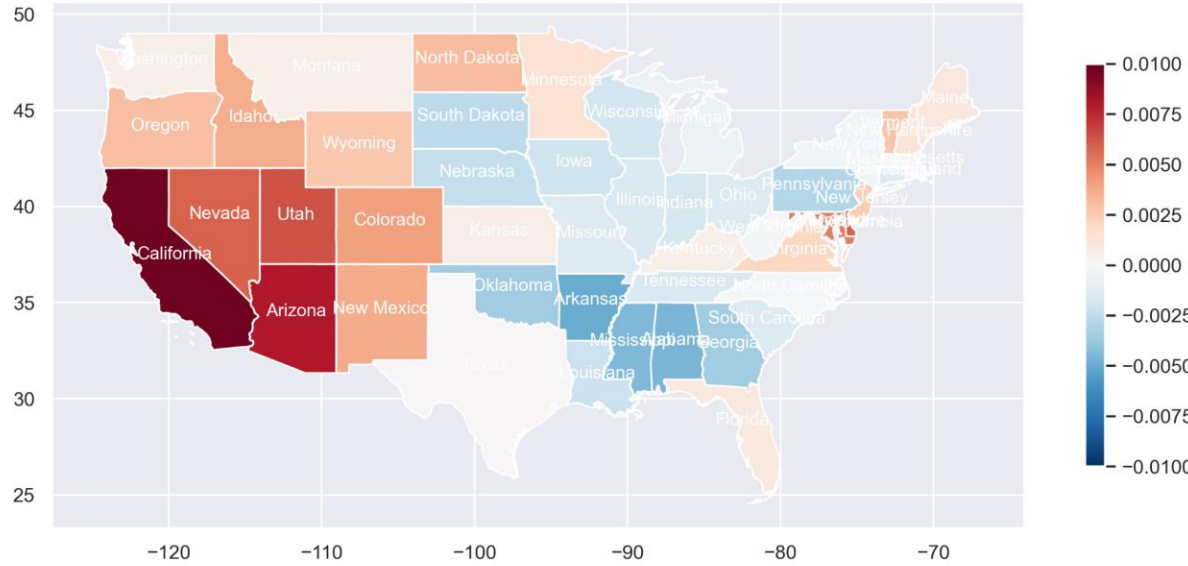 50
45
40
35
30
25
−120
−110
−100
−90
−80
−70
Washington
Montana
North Dakota
Minnesota
Maine
Oregon
Idaho
South Dakota
Wisconsin
Michigan
Vermont
New Hampshire
Wyoming
New York
Massachusetts
Nebraska
Iowa
Pennsylvania
New Jersey
Nevada
Utah
Colorado
Kansas
Missouri
Illinois
Indiana
Ohio
West Virginia
Virginia
Kentucky
California
Arizona
New Mexico
Oklahoma
Arkansas
Tennessee
North Carolina
South Carolina
Texas
Louisiana
Mississippi
Alabama
Georgia
Florida
0.0100
0.0075
0.0050
0.0025
0.0000
−0.0025
−0.0050
−0.0075
−0.0100